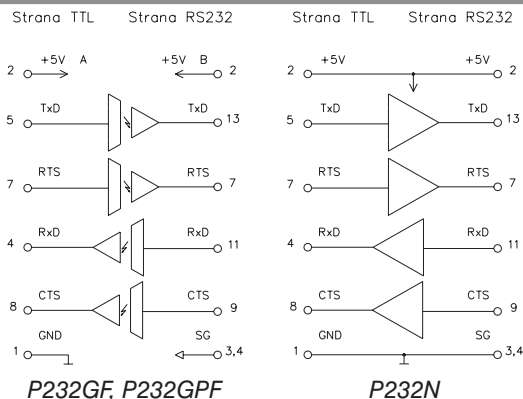 Strana TTL Strana RS232 Strana TTL Strana RS232
+5V A +5V B +5V +5V
2 2 2 2
TxD TxD TxD TxD
5 13 5 13
RTS RTS RTS RTS
7 7 7 7
RxD RxD RxD RxD
4 11 4 11
CTS CTS CTS CTS
8 9 8 9
GND SG GND SG
1 3,4 1 3,4
P232GF, P232GPF P232N